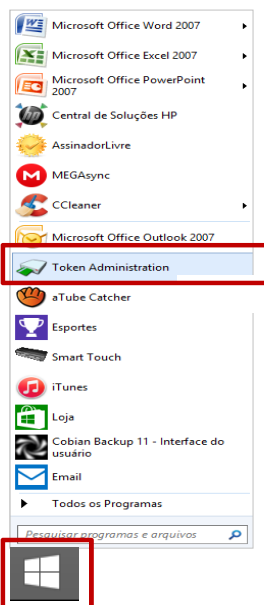 Microsoft Office Word 2007
Microsoft Office Excel 2007
Microsoft Office PowerPoint
2007
Central de Soluções HP
AssinadorLivre
MEGAsync
CCleaner
Microsoft Office Outlook 2007
Token Administration
aTube Catcher
Esportes
Smart Touch
iTunes
Loja
Cobian Backup 11 - Interface do
usuário
Email
Todos os Programas
Pesquisar programas e arquivos